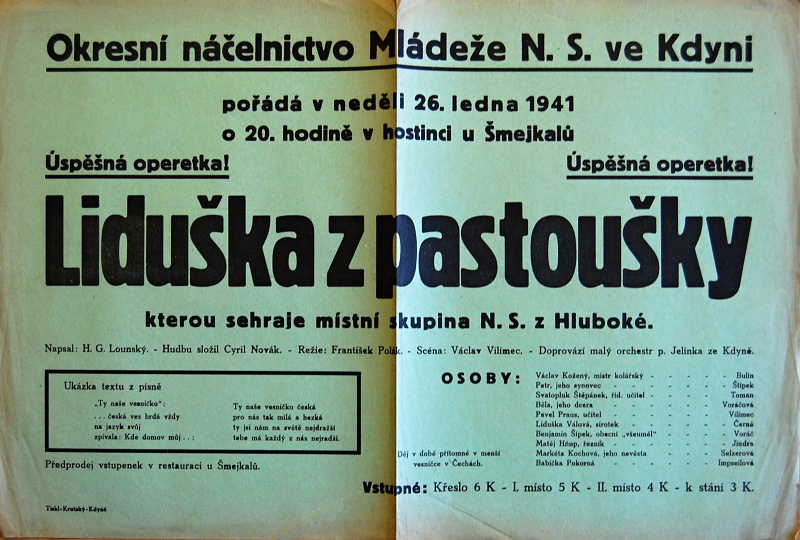 Okresní náčelnictvo Mládeže N. S. ve Kdyni
pořádá v neděli 26. ledna 1941
o 20. hodině v hostinci u Šmejkalů
Úspěšná operetka! Úspěšná operetka!
Liduška z pastoušky
kterou sehraje místní skupina N. S. z Hluboké.
Napsal: H. G. Lounský. - Hudbu složil Cyril Novák. - Režie: František Polák. - Scéna: Václav Vilímec. - Doprovází malý orchestr p. Jelínka ze Kdyně.
Ukázka textu z písně
„Ty naše vesničko“:
. . . česká ves hrdá vždy
na jazyk svůj
zpívala: Kde domov můj . . :
Ty naše vesničko česká
pro nás tak milá a hezká
ty jsi nám na světě nejdražší
tebe má každý z nás nejradší.
Předprodej vstupenek v restauraci u Šmejkalů.
OSOBY:
Václav Kožený, mistr kolářský - - - - - Bulín
Petr, jeho synovec - - - - - - Štípek
Svatopluk Štěpánek, říd. učitel - - - - - Toman
Běla, jeho dcera - - - - - - Voráčová
Pavel Praus, učitel - - - - - - Vilímec
Liduška Válová, sirotek - - - - - Černá
Benjamin Šípek, obecní „všeuměl“ - - - - Voráč
Matěj Hňup, řezník - - - - - - Jindra
Markéta Kochová, jeho nevěsta - - - - - Selzerová
Babička Pokorná - - - - - - Impseilová
Děj v době přítomné v menší
vesničce v Čechách.
Vstupné: Křeslo 6 K - I. místo 5 K - II. místo 4 K - k stání 3 K.